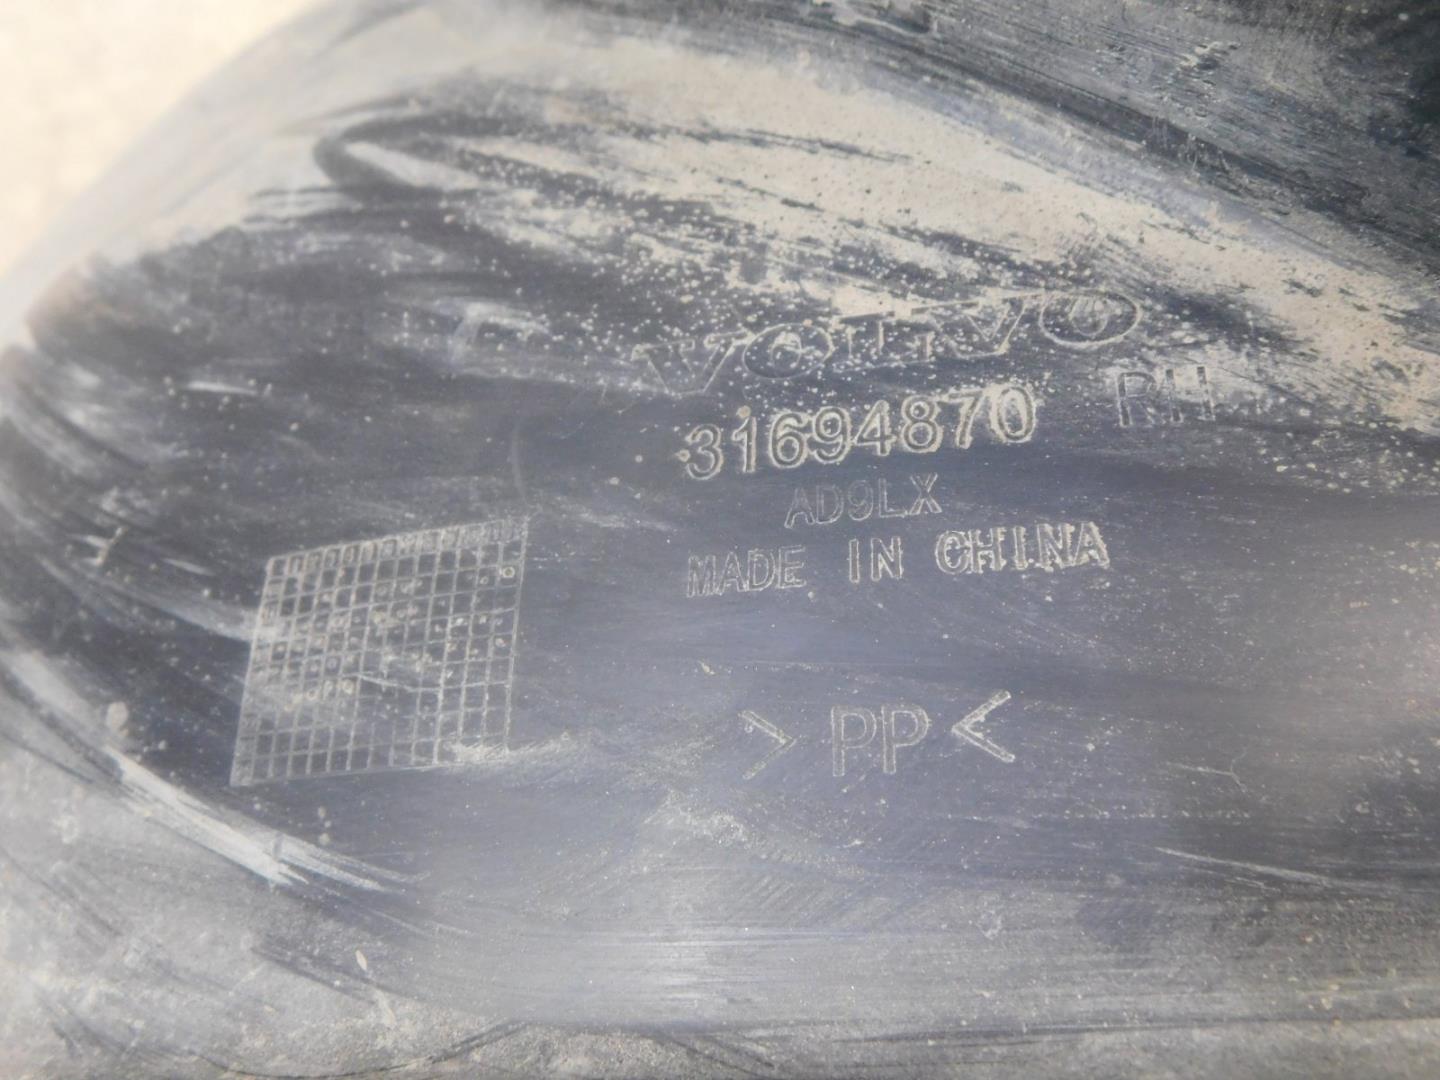 VOLVO
31694870 RH
AD9LX
MADE IN CHINA
>PP<